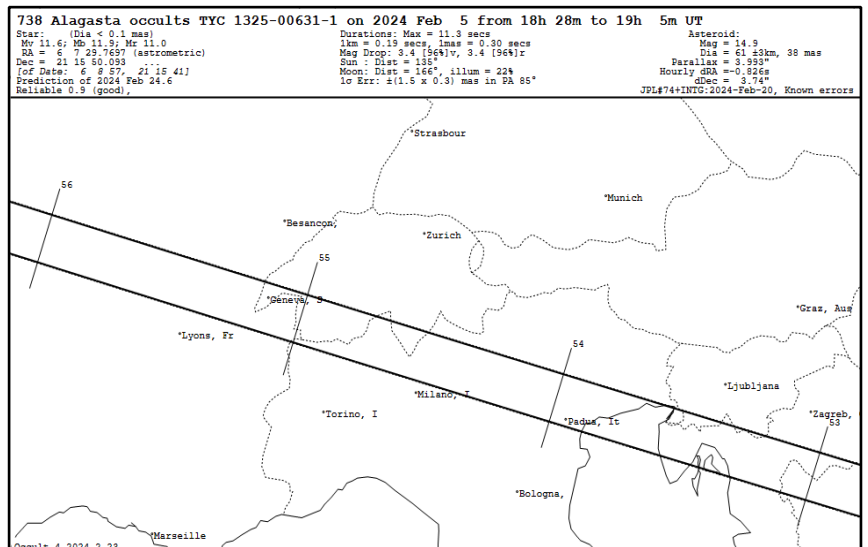 738 Alagasta occults TYC 1325-00631-1 on 2024 Feb  5 from 18h 28m to 19h  5m UT
Star:    (Dia < 0.1 mas)
Mv 11.6; Mb 11.9; Mr 11.0
RA =  6  7 29.7697 (astrometric)
Dec =  21 15 50.093   ...
[of Date:  6  8 57,  21 15 41]
Prediction of 2024 Feb 24.6
Reliable 0.9 (good),
Durations: Max = 11.3 secs
1km = 0.19 secs, 1mas = 0.30 secs
Mag Drop: 3.4 [96%]v, 3.4 [96%]r
Sun : Dist = 135°
Moon: Dist = 166°, illum = 22%
1σ Err: ±(1.5 x 0.3) mas in PA 85°
Asteroid:
Mag = 14.9
Dia = 61 ±3km, 38 mas
Parallax = 3.993"
Hourly dRA =-0.826s
dDec =  3.74"
JPL#74+INTG:2024-Feb-20, Known errors
Strasbour
56
Munich
Besancon,
Zurich
55
Geneva, S
Graz, Aus
Lyons, Fr
54
Ljubljana
Milano, I
Torino, I
Padua, It
Zagreb,
53
Bologna,
Marseille
Occult 4 2024-2-23